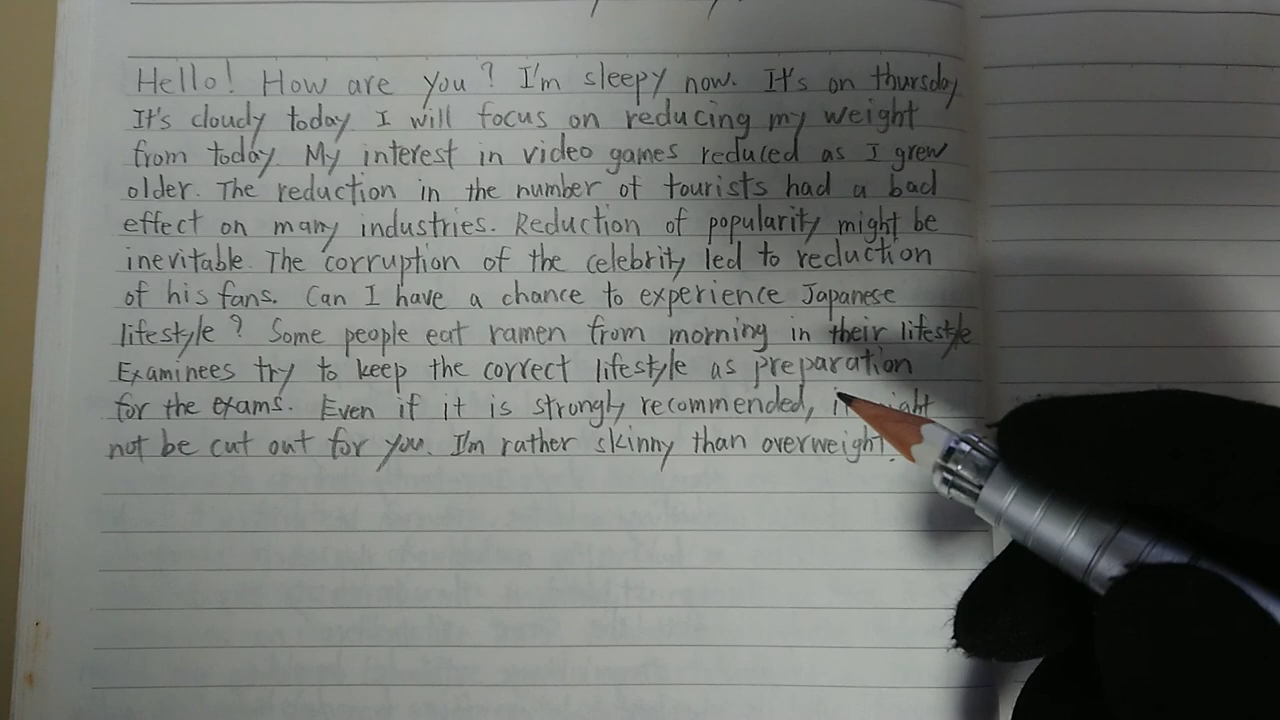 Hello! How are you? I'm sleepy now. It's on thursday
It's cloudy today. I will focus on reducing my weight
from today. My interest in video games reduced as I grew
older. The reduction in the number of tourists had a bad
effect on many industries. Reduction of popularity might be
inevitable. The corruption of the celebrity led to reduction
of his fans. Can I have a chance to experience Japanese
lifestyle? Some people eat ramen from morning in their lifestyle
Examinees try to keep the correct lifestyle as preparation
for the exams. Even if it is strongly recommended,
not be cut out for you. I'm rather skinny than overweight.